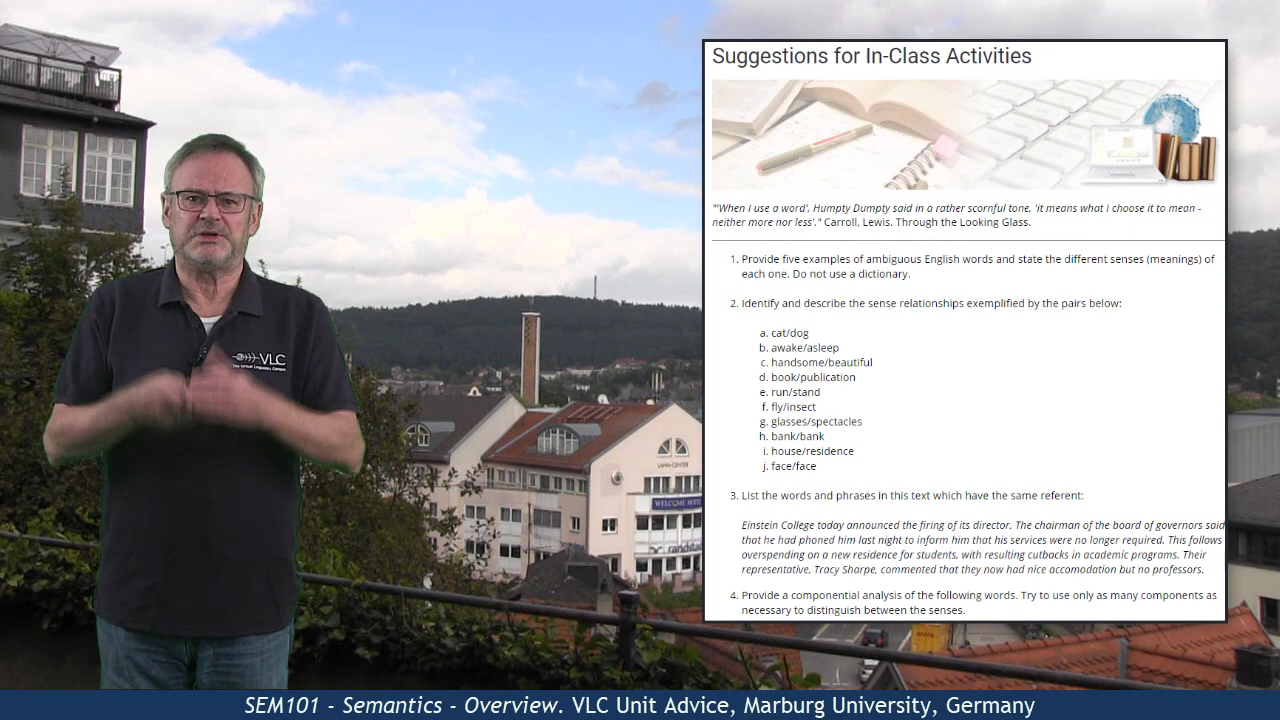 Suggestions for In-Class Activities
"'When I use a word', Humpty Dumpty said in a rather scornful tone, 'it means what I choose it to mean -
neither more nor less'." Carroll, Lewis. Through the Looking Glass.
1. Provide five examples of ambiguous English words and state the different senses (meanings) of
each one. Do not use a dictionary.
2. Identify and describe the sense relationships exemplified by the pairs below:
a. cat/dog
b. awake/asleep
c. handsome/beautiful
d. book/publication
e. run/stand
f. fly/insect
g. glasses/spectacles
h. bank/bank
i. house/residence
j. face/face
3. List the words and phrases in this text which have the same referent:
Einstein College today announced the firing of its director. The chairman of the board of governors said
that he had phoned him last night to inform him that his services were no longer required. This follows
overspending on a new residence for students, with resulting cutbacks in academic programs. Their
representative, Tracy Sharpe, commented that they now had nice accomodation but no professors.
4. Provide a componential analysis of the following words. Try to use only as many components as
necessary to distinguish between the senses.
VLC
The Virtual Linguistics Campus
LAHN-CENTER
WELCOME HOTEL
randstad
SEM101 - Semantics - Overview. VLC Unit Advice, Marburg University, Germany